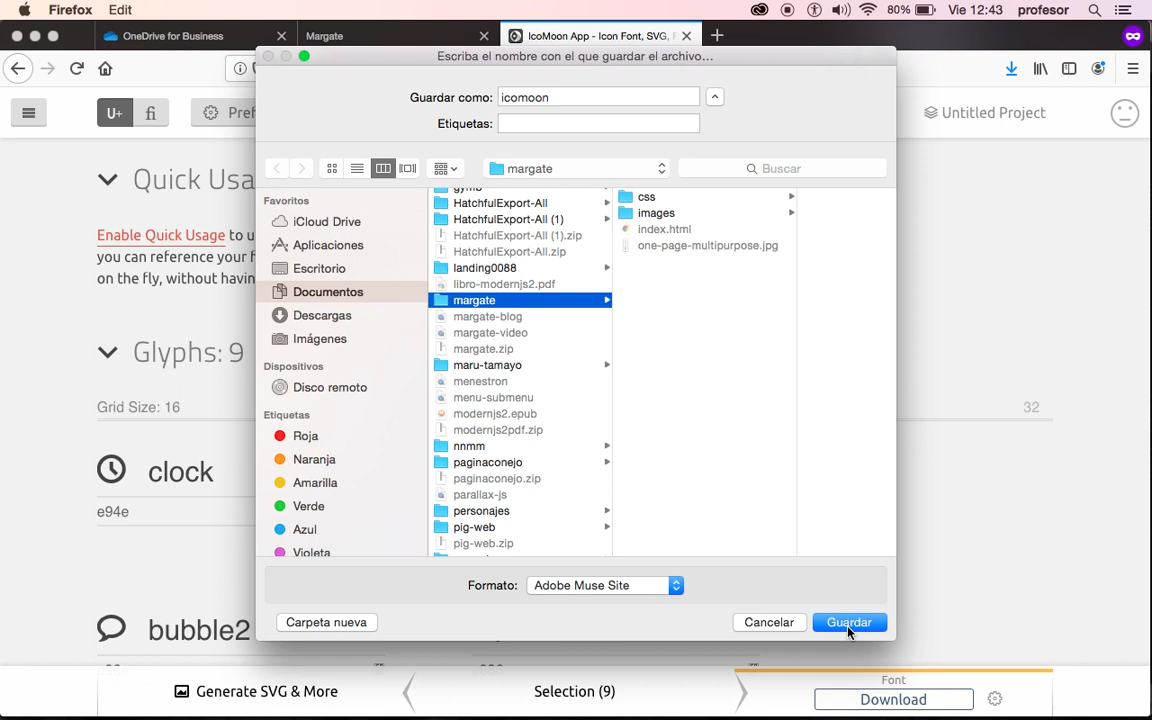 Firefox Edit 80% Vie 12:43 profesor
OneDrive for Business Margate IcoMoon App - Icon Font, SVG,
Escriba el nombre con el que guardar el archivo...
Guardar como: icomoon
Etiquetas:
U+ fi Untitled Project
margate Buscar
Quick Usa
Enable Quick Usage to u
you can reference your f
on the fly, without havin
Glyphs: 9
Grid Size: 16 32
clock
e94e
bubble2
Favoritos
iCloud Drive
Aplicaciones
Escritorio
Documentos
Descargas
Imágenes
Dispositivos
Disco remoto
Etiquetas
Roja
Naranja
Amarilla
Verde
Azul
Violeta
HatchfulExport-All
HatchfulExport-All (1)
HatchfulExport-All (1).zip
HatchfulExport-All.zip
landing0088
libro-modernjs2.pdf
margate
margate-blog
margate-video
margate.zip
maru-tamayo
menestron
menu-submenu
modernjs2.epub
modernjs2pdf.zip
nnmm
paginaconejo
paginaconejo.zip
parallax-js
personajes
pig-web
pig-web.zip
css
images
index.html
one-page-multipurpose.jpg
Formato: Adobe Muse Site
Carpeta nueva Cancelar Guardar
Generate SVG & More Selection (9) Font
Download